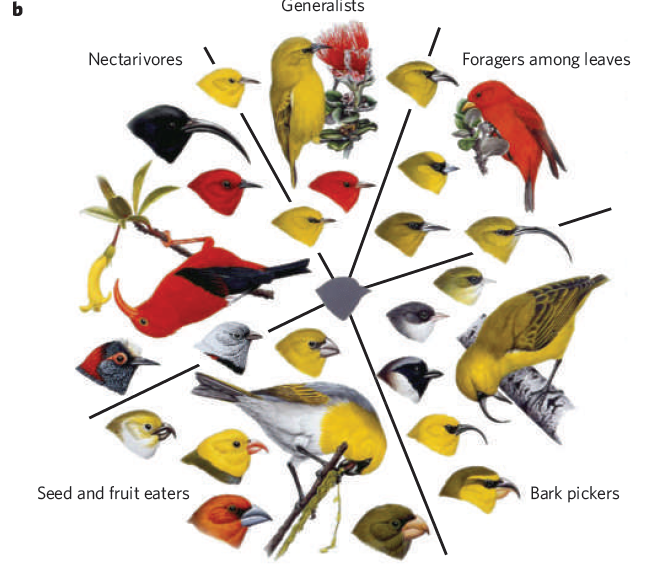 b
Generalists
Nectarivores
Foragers among leaves
Seed and fruit eaters
Bark pickers